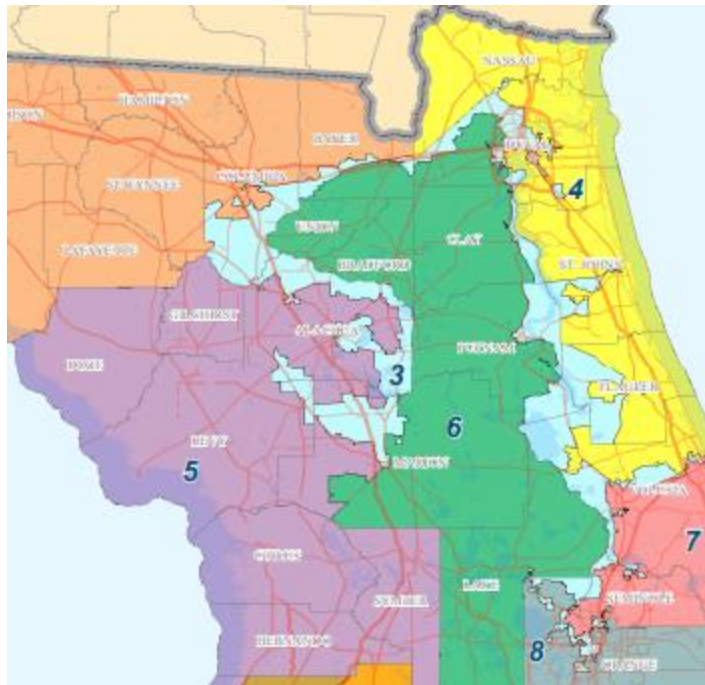 NASSAU
HAMILTON
BAKER
DUVAL
COLUMBIA
SUWANNEE
4
UNION
CLAY
LAFAYETTE
BRADFORD
ST. JOHNS
GILCHRIST
ALACHUA
PUTNAM
DIXIE
3
FLAGLER
6
LEVY
MARION
5
VOLUSIA
7
CITRUS
LAKE
SUMTER
SEMINOLE
HERNANDO
8
ORANGE